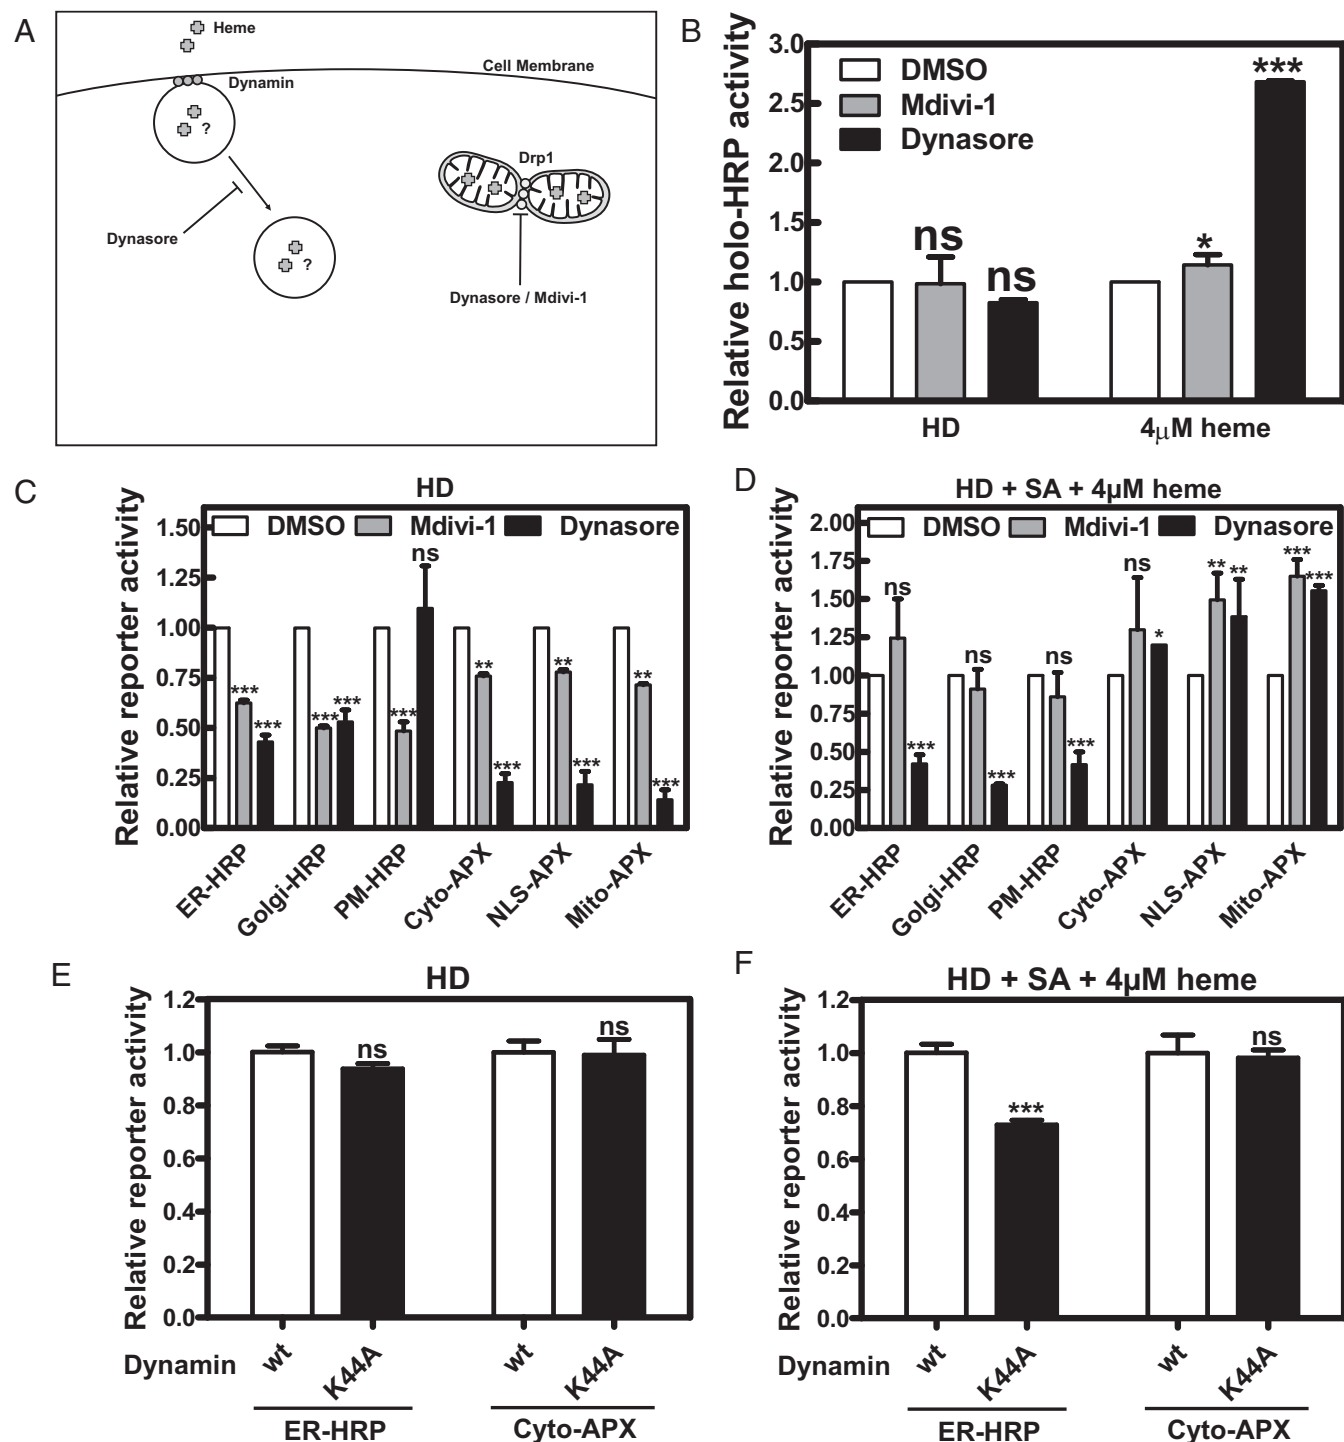 A
Heme
Cell Membrane
Dynamin
?
Drp1
Dynasore
?
Dynasore / Mdivi-1
B
Relative holo-HRP activity
3.0
2.5
2.0
1.5
1.0
0.5
0.0
DMSO
Mdivi-1
Dynasore
ns
ns
*
***
HD
4µM heme
C
HD
Relative reporter activity
1.50
1.25
1.00
0.75
0.50
0.25
0.00
DMSO
Mdivi-1
Dynasore
***
***
***
***
***
ns
**
***
**
***
**
***
ER-HRP
Golgi-HRP
PM-HRP
Cyto-APX
NLS-APX
Mito-APX
D
HD + SA + 4µM heme
Relative reporter activity
2.00
1.75
1.50
1.25
1.00
0.75
0.50
0.25
0.00
DMSO
Mdivi-1
Dynasore
ns
***
ns
***
ns
***
ns
*
**
**
***
***
ER-HRP
Golgi-HRP
PM-HRP
Cyto-APX
NLS-APX
Mito-APX
E
HD
Relative reporter activity
1.2
1.0
0.8
0.6
0.4
0.2
0.0
ns
ns
Dynamin
wt
K44A
wt
K44A
ER-HRP
Cyto-APX
F
HD + SA + 4µM heme
Relative reporter activity
1.2
1.0
0.8
0.6
0.4
0.2
0.0
***
ns
Dynamin
wt
K44A
wt
K44A
ER-HRP
Cyto-APX